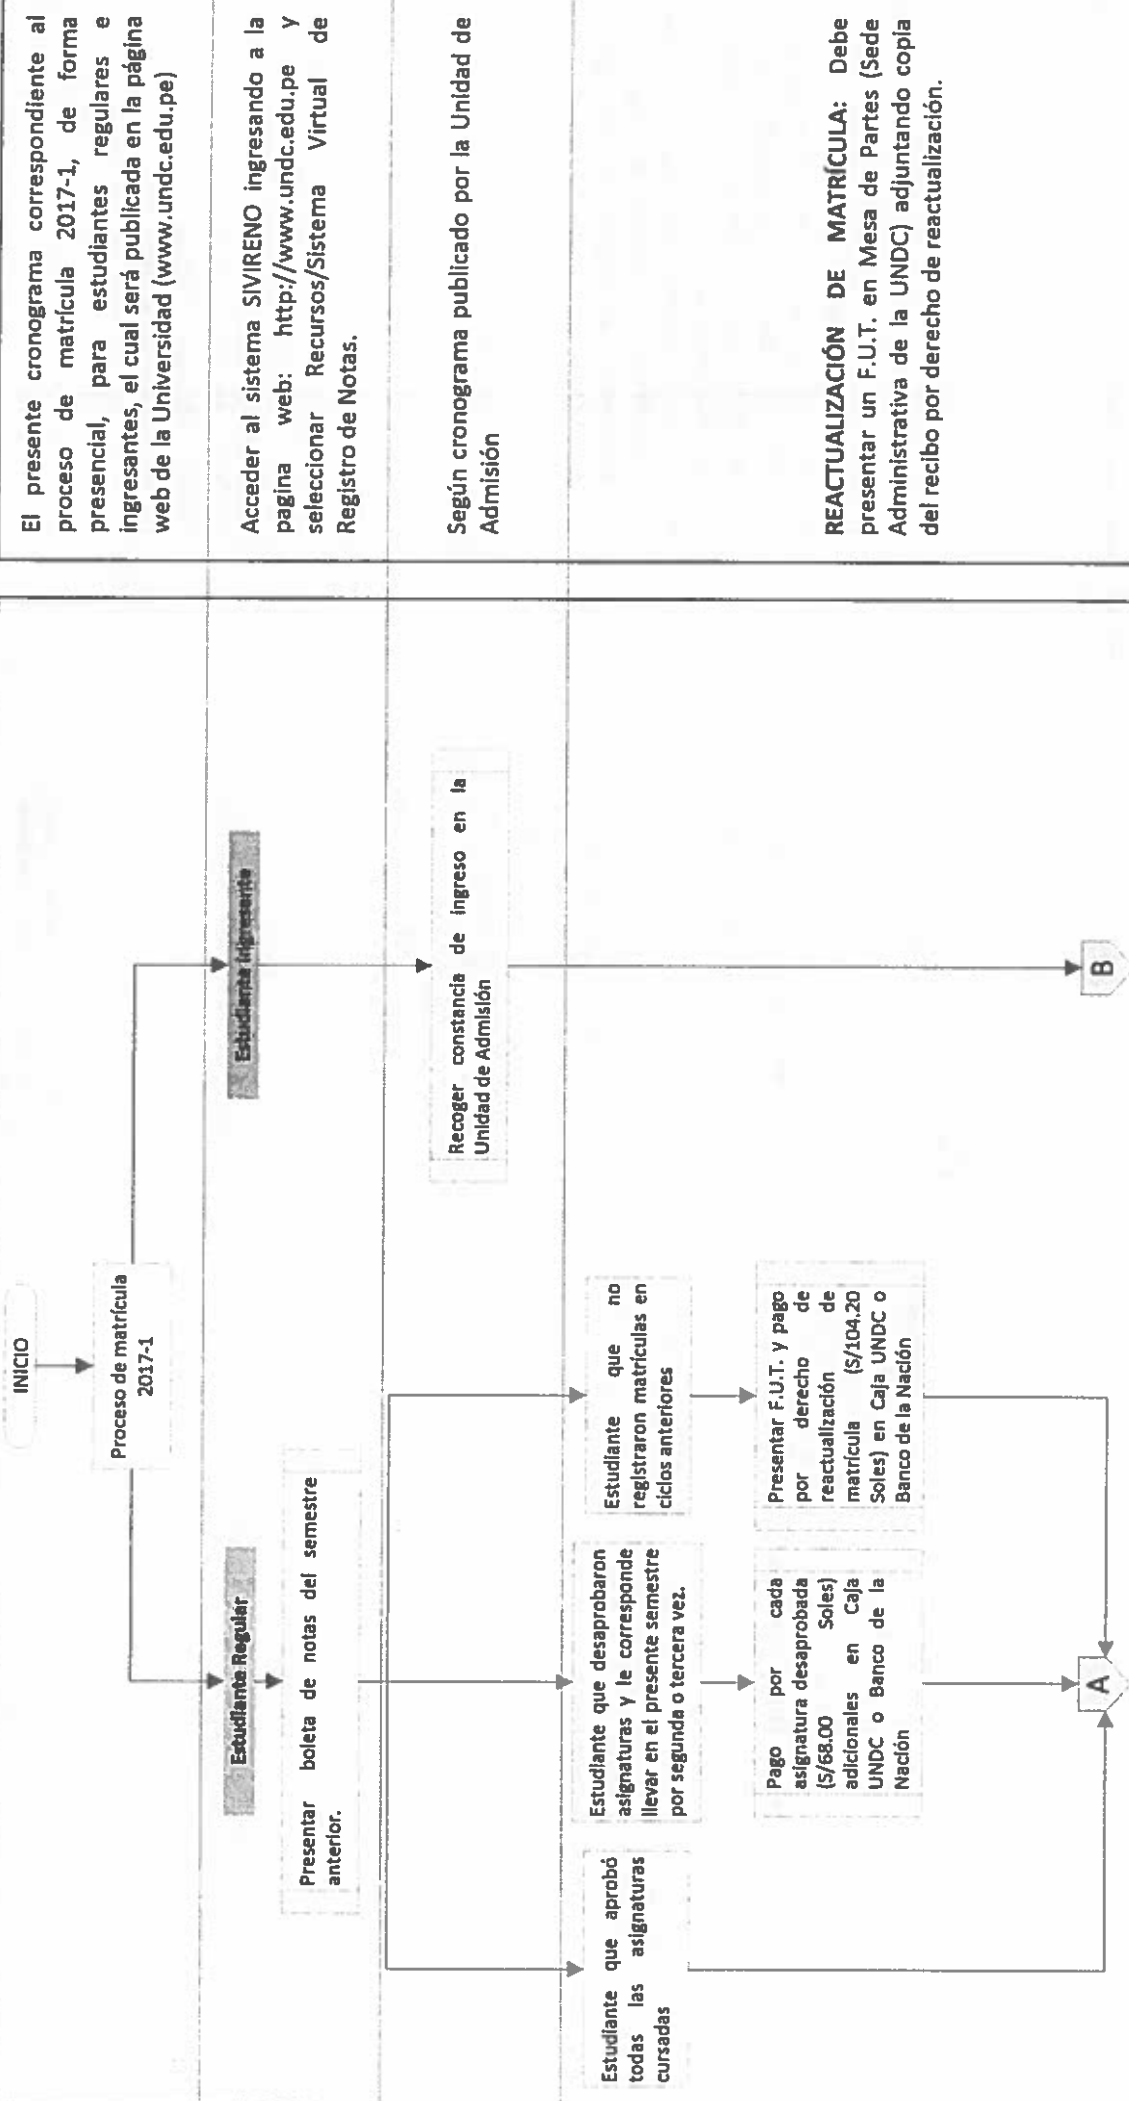 INICIO
Proceso de matrícula
2017-1
El presente cronograma correspondiente al
proceso de matrícula 2017-1, de forma
presencial, para estudiantes regulares e
ingresantes, el cual será publicada en la página
web de la Universidad (www.undc.edu.pe)
Estudiante Regular
Estudiante Ingresante
Presentar boleta de notas del semestre
anterior.
Acceder al sistema SIVIRENO ingresando a la
pagina web: http://www.undc.edu.pe y
seleccionar Recursos/Sistema Virtual de
Registro de Notas.
Recoger constancia de ingreso en la
Unidad de Admisión
Según cronograma publicado por la Unidad de
Admisión
Estudiante que aprobó
todas las asignaturas
cursadas
Estudiante que desaprobaron
asignaturas y le corresponde
llevar en el presente semestre
por segunda o tercera vez.
Estudiante que no
registraron matrículas en
ciclos anteriores
Pago por cada
asignatura desaprobada
(S/68.00 Soles)
adicionales en Caja
UNDC o Banco de la
Nación
Presentar F.U.T. y pago
por derecho de
reactualización de
matrícula (S/104.20
Soles) en Caja UNDC o
Banco de la Nación
REACTUALIZACIÓN DE MATRÍCULA: Debe
presentar un F.U.T. en Mesa de Partes (Sede
Administrativa de la UNDC) adjuntando copia
del recibo por derecho de reactualización.
A
B